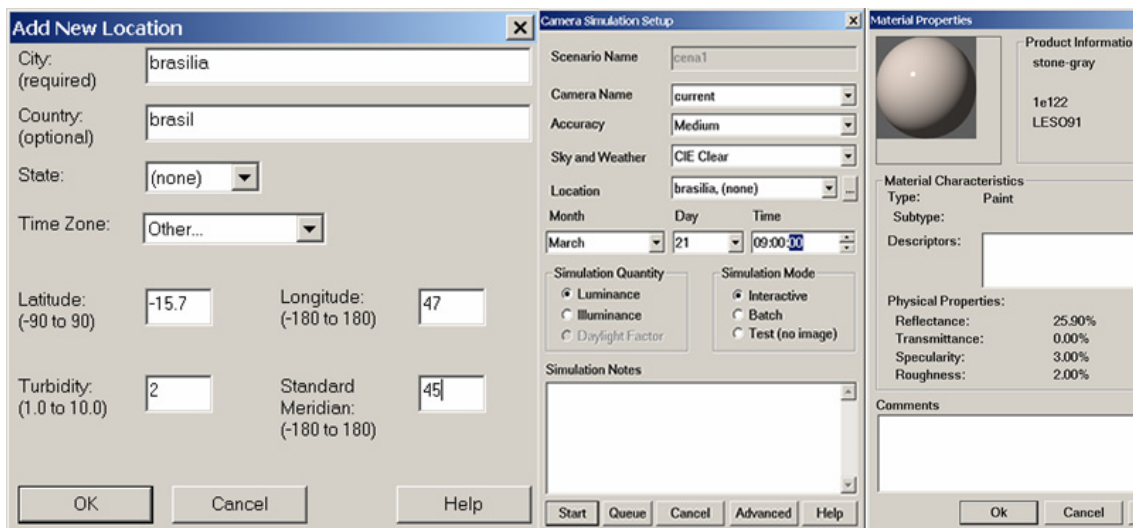 Add New Location
City:
(required)
brasilia
Country:
(optional)
brasil
State:
(none)
Time Zone:
Other...
Latitude:
(-90 to 90)
-15.7
Longitude:
(-180 to 180)
47
Turbidity:
(1.0 to 10.0)
2
Standard
Meridian:
(-180 to 180)
45
OK
Cancel
Help
Camera Simulation Setup
Scenario Name
cena1
Camera Name
current
Accuracy
Medium
Sky and Weather
CIE Clear
Location
brasilia, (none)
...
Month
Day
Time
March
21
09:00:00
Simulation Quantity
Luminance
Illuminance
Daylight Factor
Simulation Mode
Interactive
Batch
Test (no image)
Simulation Notes
Start
Queue
Cancel
Advanced
Help
Material Properties
Product Informatio
stone-gray
1e122
LESO91
Material Characteristics
Type: Paint
Subtype:
Descriptors:
Physical Properties:
Reflectance: 25.90%
Transmittance: 0.00%
Specularity: 3.00%
Roughness: 2.00%
Comments
Ok
Cancel